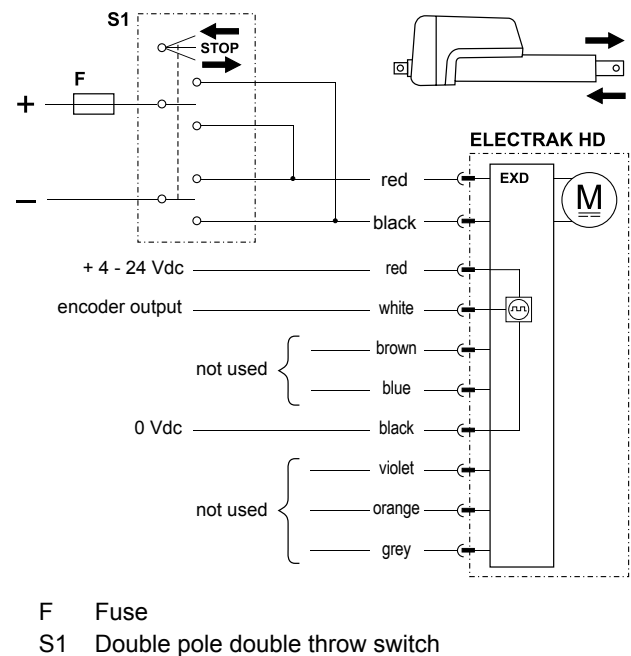 S1
STOP
F
+
–
ELECTRAK HD
EXD
M
red
black
+ 4 - 24 Vdc
red
encoder output
white
brown
not used
blue
0 Vdc
black
violet
not used
orange
grey
F Fuse
S1 Double pole double throw switch